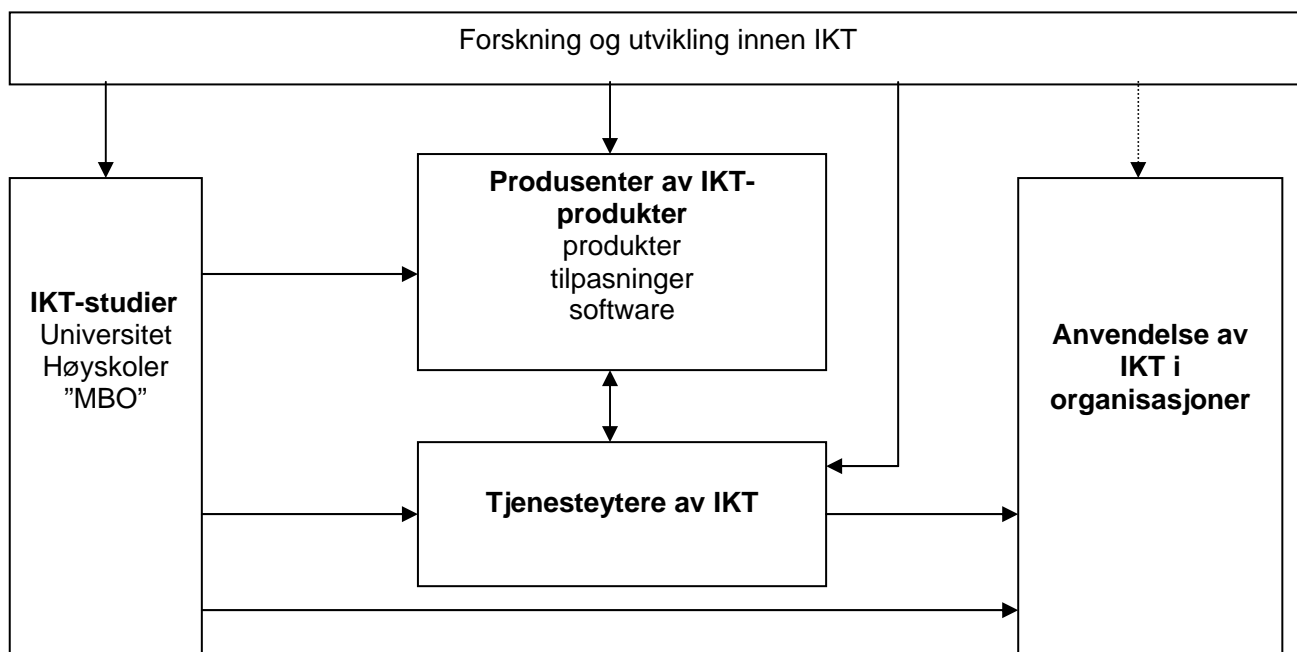 Forskning og utvikling innen IKT
IKT-studier
Universitet
Høyskoler
”MBO”
Produsenter av IKT-
produkter
produkter
tilpasninger
software
Tjenesteytere av IKT
Anvendelse av
IKT i
organisasjoner